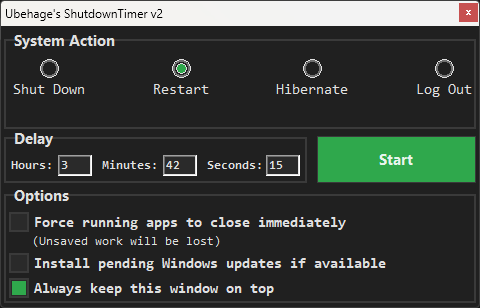 Ubehage's ShutdownTimer v2
x
System Action
Shut Down Restart Hibernate Log Out
Delay
Hours: 3 Minutes: 42 Seconds: 15
Start
Options
Force running apps to close immediately
(Unsaved work will be lost)
Install pending Windows updates if available
Always keep this window on top